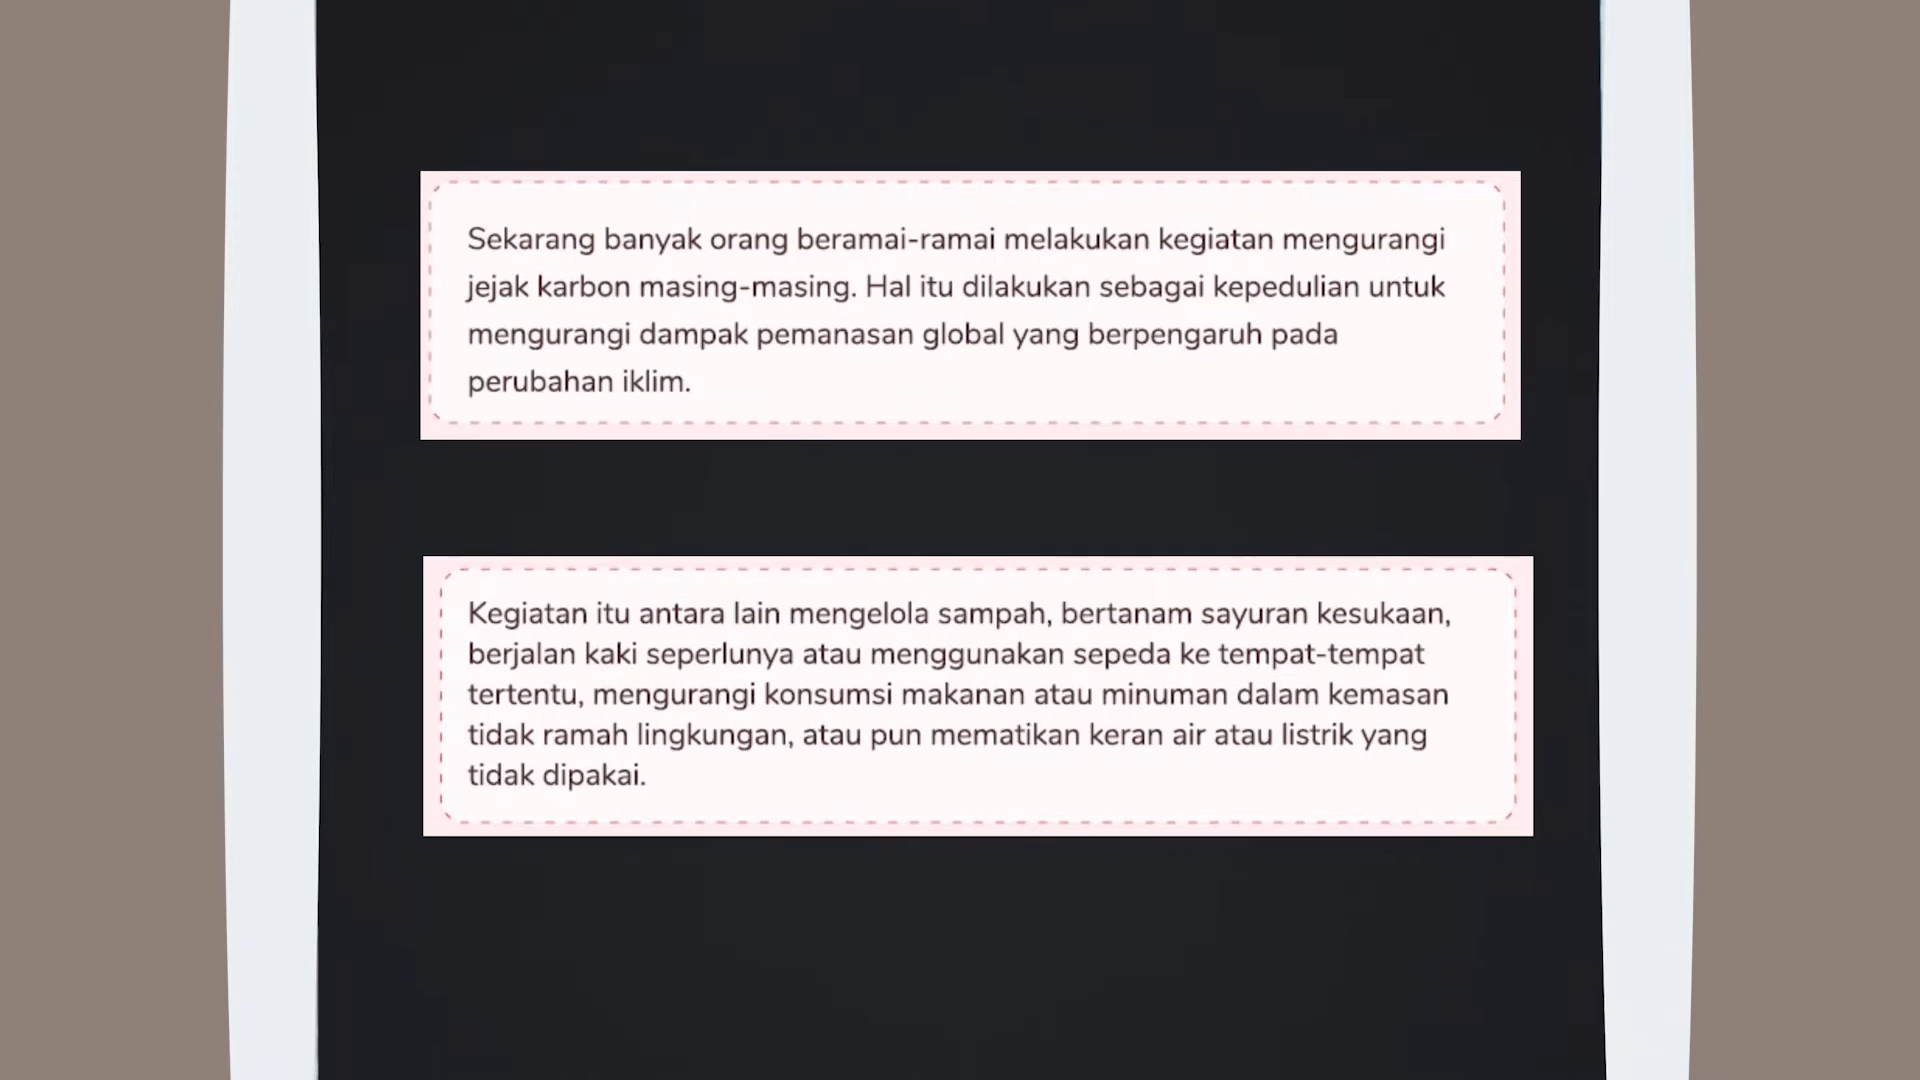 Sekarang banyak orang beramai-ramai melakukan kegiatan mengurangi
jejak karbon masing-masing. Hal itu dilakukan sebagai kepedulian untuk
mengurangi dampak pemanasan global yang berpengaruh pada
perubahan iklim.
Kegiatan itu antara lain mengelola sampah, bertanam sayuran kesukaan,
berjalan kaki seperlunya atau menggunakan sepeda ke tempat-tempat
tertentu, mengurangi konsumsi makanan atau minuman dalam kemasan
tidak ramah lingkungan, atau pun mematikan keran air atau listrik yang
tidak dipakai.